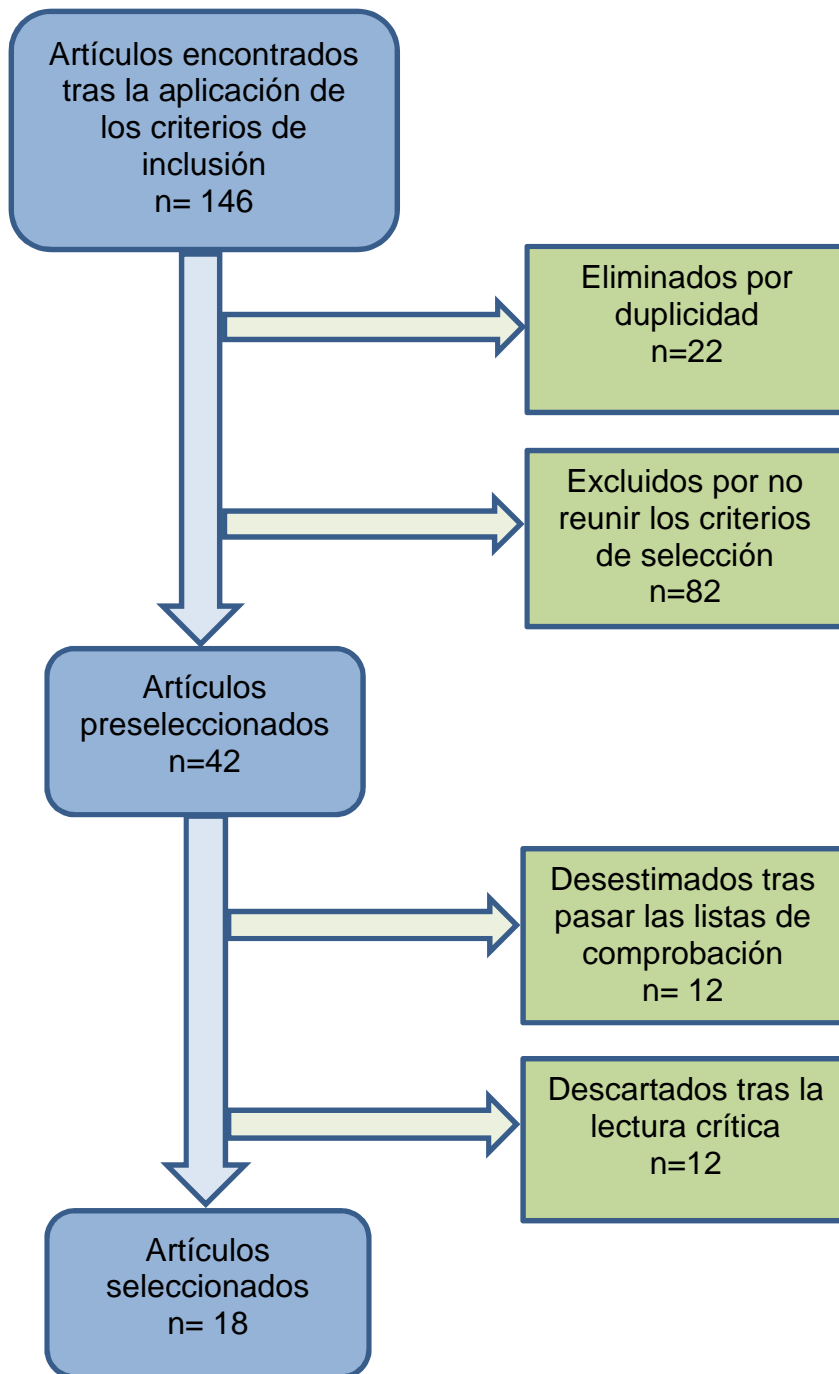 Artículos encontrados
tras la aplicación de
los criterios de
inclusión
n= 146
Eliminados por
duplicidad
n=22
Excluidos por no
reunir los criterios
de selección
n=82
Artículos
preseleccionados
n=42
Desestimados tras
pasar las listas de
comprobación
n= 12
Descartados tras la
lectura crítica
n=12
Artículos
seleccionados
n= 18